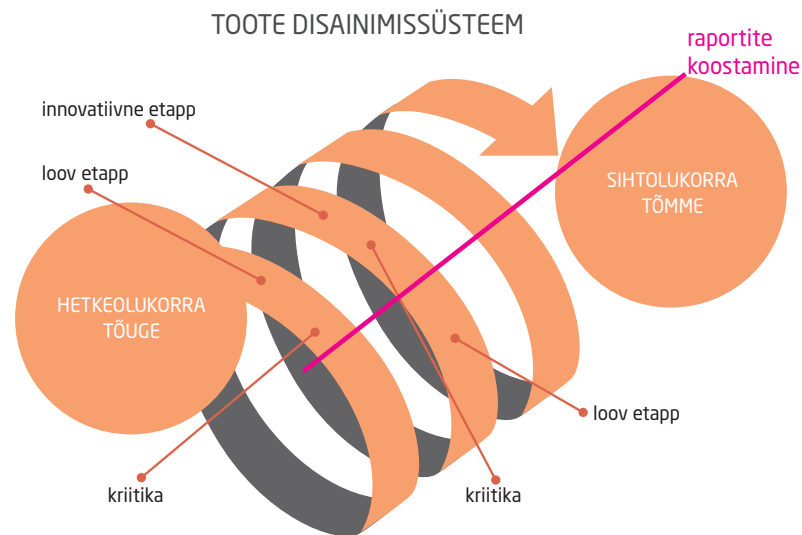 TOOTE DISAINIMISSÜSTEEM
raportite
koostamine
innovatiivne etapp
loov etapp
SIHTOLUKORRA
TÕMME
HETKEOLUKORRA
TÕUGE
loov etapp
kriitika
kriitika